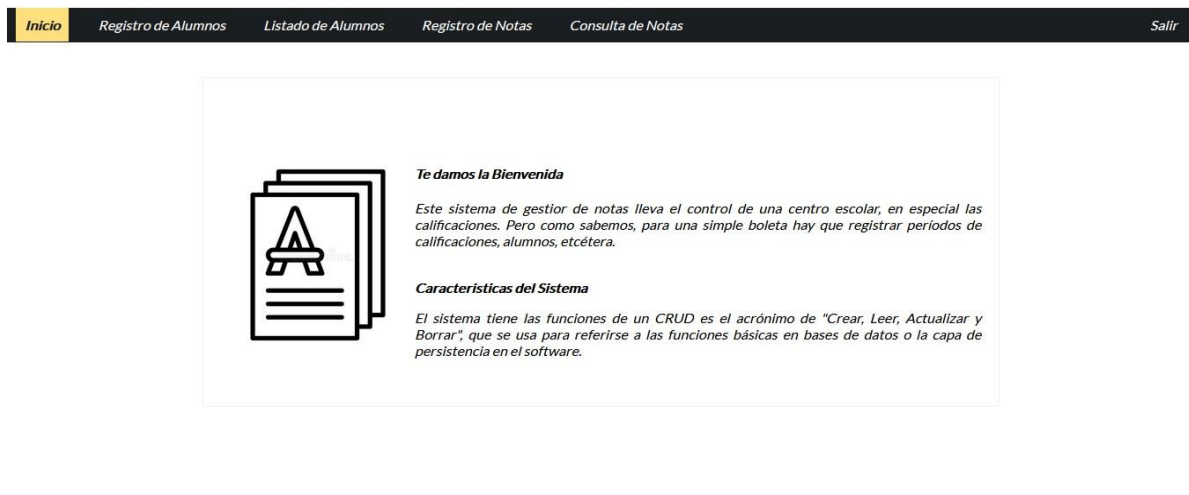 Inicio Registro de Alumnos Listado de Alumnos Registro de Notas Consulta de Notas Salir
Te damos la Bienvenida
Este sistema de gestior de notas lleva el control de una centro escolar, en especial las
calificaciones. Pero como sabemos, para una simple boleta hay que registrar períodos de
calificaciones, alumnos, etcétera.
Caracteristicas del Sistema
El sistema tiene las funciones de un CRUD es el acrónimo de "Crear, Leer, Actualizar y
Borrar", que se usa para referirse a las funciones básicas en bases de datos o la capa de
persistencia en el software.
A